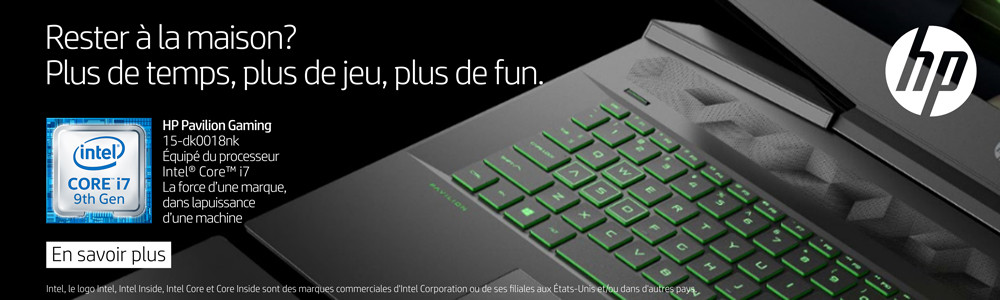 Rester à la maison?
Plus de temps, plus de jeu, plus de fun.
hp
intel
CORE i7
9th Gen
HP Pavilion Gaming
15-dk0018nk
Équipé du processeur
Intel® Core™ i7
La force d'une marque,
dans lapuissance
d'une machine
PAVILION
En savoir plus
Intel, le logo Intel, Intel Inside, Intel Core et Core Inside sont des marques commerciales d'Intel Corporation ou de ses filiales aux États-Unis et/ou dans d'autres pays.